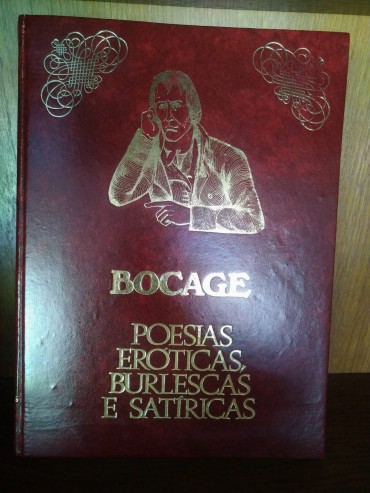 BOCAGE
POESIAS
ERÓTICAS,
BURLESCAS
E SATÍRICAS